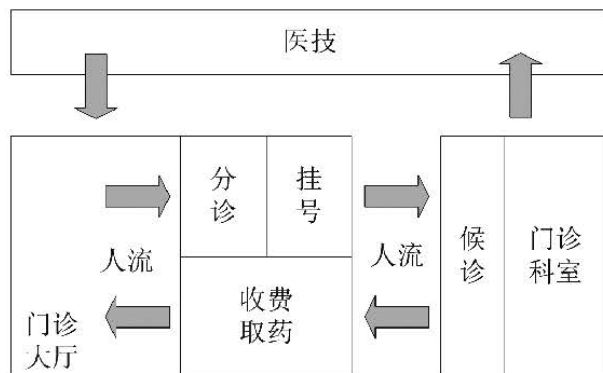 医技
分
诊
挂
号
人流
人流
候
诊
门诊
科室
收费
取药
门诊
大厅